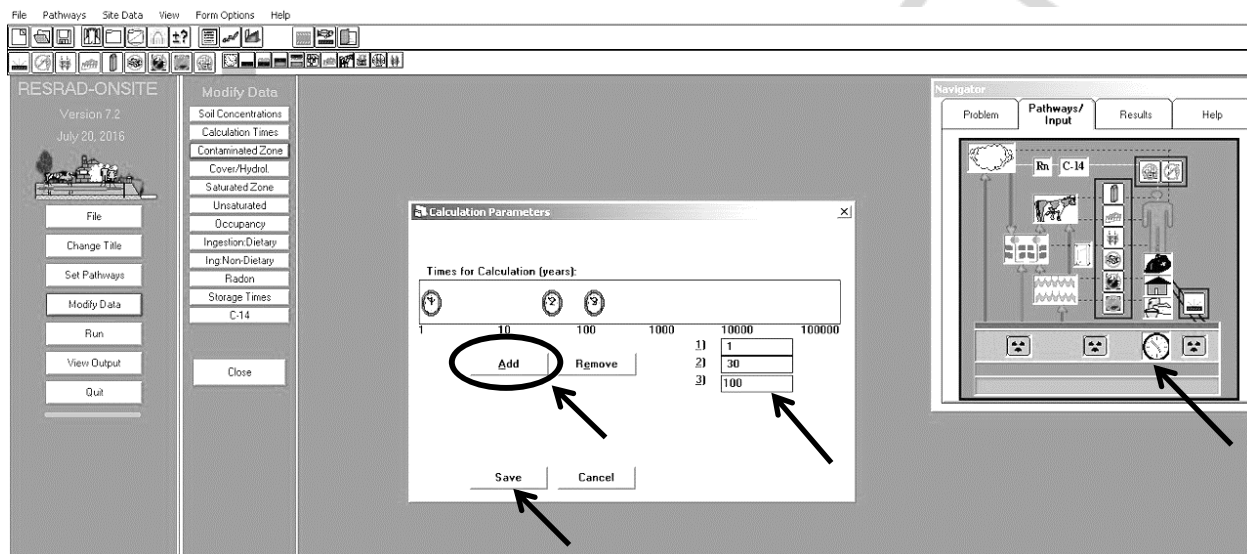 File Pathways Site Data View Form Options Help
±?
RESRAD-ONSITE
Version 7.2
July 20, 2016
File
Change Title
Set Pathways
Modify Data
Run
View Output
Quit
Modify Data
Soil Concentrations
Calculation Times
Contaminated Zone
Cover/Hydrol.
Saturated Zone
Unsaturated
Occupancy
Ingestion:Dietary
Ing:Non-Dietary
Radon
Storage Times
C-14
Close
Calculation Parameters
Times for Calculation (years):
1 2 3
1 10 100 1000 10000 100000
Add Remove
1) 1
2) 30
3) 100
Save Cancel
Navigator
Problem Pathways/ Input Results Help
Rn C-14